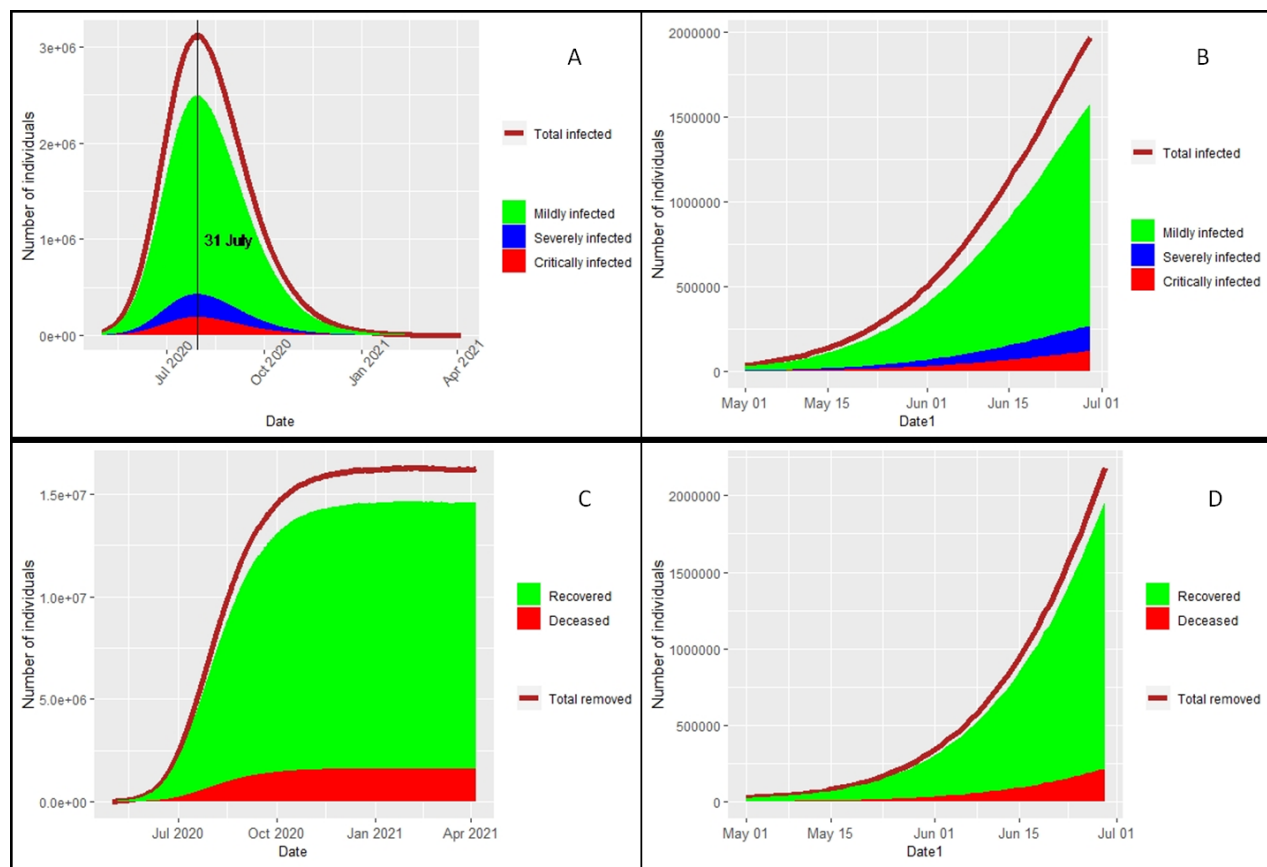 A
Number of individuals
3e+06
2e+06
1e+06
0e+00
31 July
Jul 2020
Oct 2020
Jan 2021
Apr 2021
Date
Total infected
Mildly infected
Severely infected
Critically infected
B
Number of individuals
2000000
1500000
1000000
500000
0
May 01
May 15
Jun 01
Jun 15
Jul 01
Date1
Total infected
Mildly infected
Severely infected
Critically infected
C
Number of individuals
1.5e+07
1.0e+07
5.0e+06
0.0e+00
Jul 2020
Oct 2020
Jan 2021
Apr 2021
Date
Recovered
Deceased
Total removed
D
Number of individuals
2000000
1500000
1000000
500000
0
May 01
May 15
Jun 01
Jun 15
Jul 01
Date1
Recovered
Deceased
Total removed